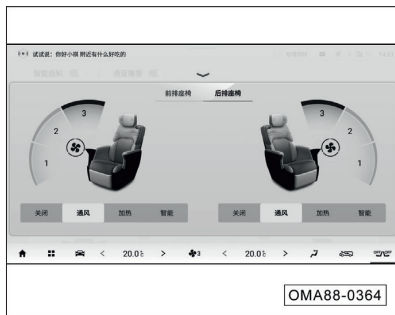 试试说：你好小祺 附近有什么好吃的
前排座椅 后排座椅
3 3
2 2
1 1
关闭 通风 加热 智能 关闭 通风 加热 智能
< 20.0 > 3 < 20.0 >
OMA88-0364